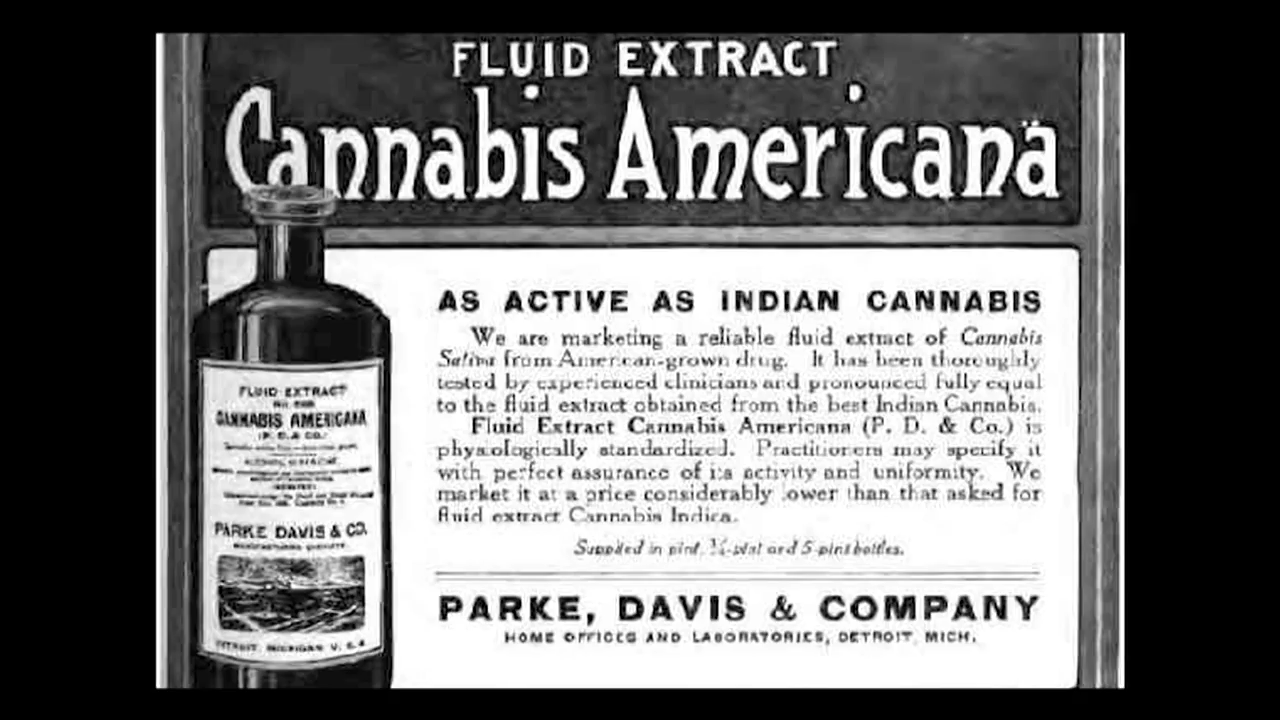 FLUID EXTRACT
Cannabis Americana
AS ACTIVE AS INDIAN CANNABIS
We are marketing a reliable fluid extract of Cannabis
Sativa from American-grown drug. It has been thoroughly
tested by experienced clinicians and pronounced fully equal
to the fluid extract obtained from the best Indian Cannabis.
Fluid Extract Cannabis Americana (P. D. & Co.) is
physiologically standardized. Practitioners may specify it
with perfect assurance of its activity and uniformity. We
market it at a price considerably lower than that asked for
fluid extract Cannabis Indica.
Supplied in pint, ½-pint and 5-pint bottles.
PARKE, DAVIS & COMPANY
HOME OFFICES AND LABORATORIES, DETROIT, MICH.
FLUID EXTRACT
CANNABIS AMERICANA
(P. D. & CO.)
PARKE DAVIS & CO.
DETROIT, MICHIGAN U. S. A.